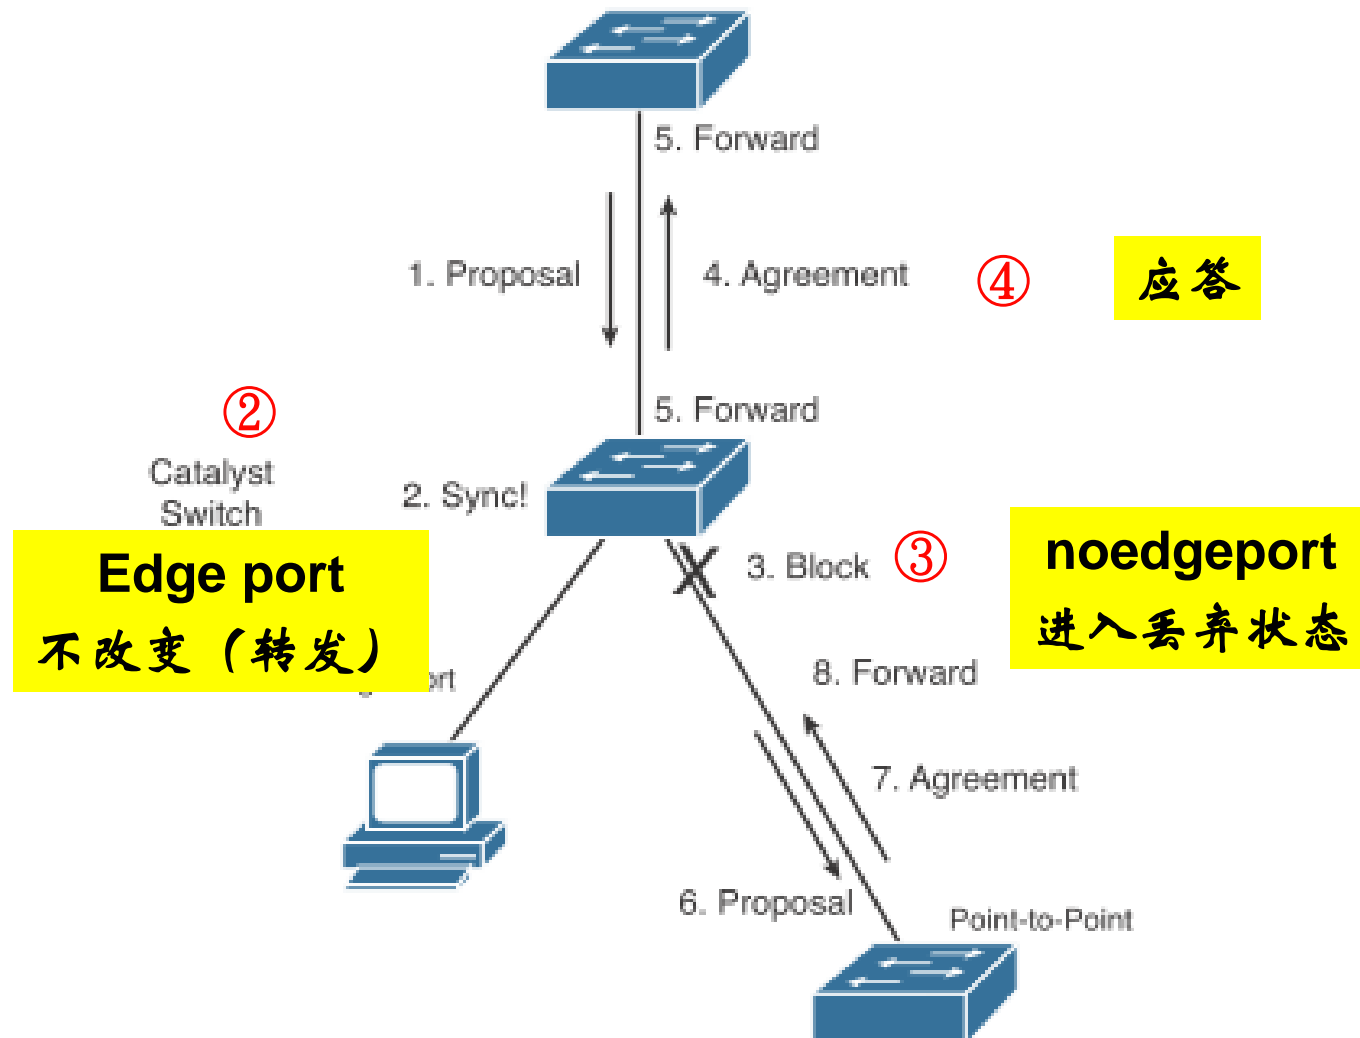 5. Forward
1. Proposal
4. Agreement
④
应答
②
5. Forward
Catalyst
Switch
2. Sync!
Edge port
不改变（转发）
3. Block
③
noedgeport
进入丢弃状态
8. Forward
7. Agreement
6. Proposal
Point-to-Point